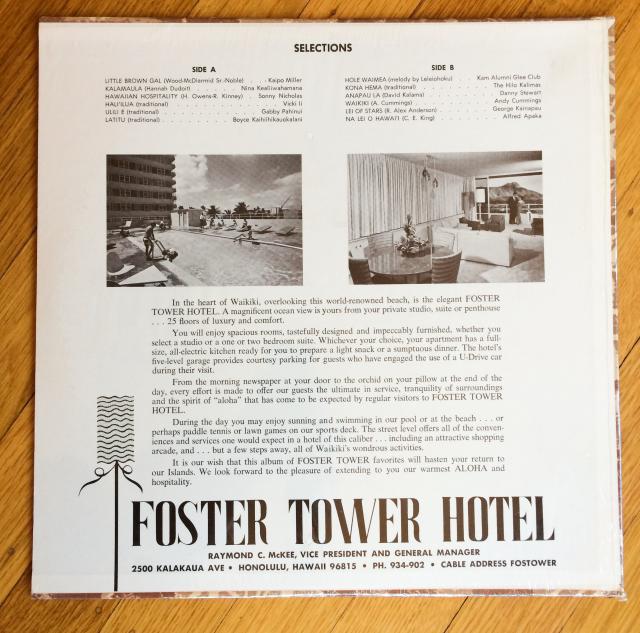 SELECTIONS
SIDE A
LITTLE BROWN GAL (Wood-McDiarmid Sr.-Noble) . . . Kaipo Miller
KALAMAULA (Hannah Dudoit) Nina Kealiiwahamana
HAWAIIAN HOSPITALITY (H. Owens-R. Kinney) . Sonny Nicholas
HALI'ILUA (traditional) . . . Vicki Ii
ULILI E (traditional) . . . Gabby Pahinui
LATITU (traditional) . . . Boyce Kaihiihikauokalani
SIDE B
HOLE WAIMEA (melody by Leleiohoku) . Kam Alumni Glee Club
KONA HEMA (traditional) . . . The Hilo Kalimas
ANAPAU LA (David Kalama) . . . Danny Stewart
WAIKIKI (A. Cummings) . . . Andy Cummings
LEI OF STARS (R. Alex Anderson) . . . George Kainapau
NA LEI O HAWAI'I (C. E. King) . . . Alfred Apaka
In the heart of Waikiki, overlooking this world-renowned beach, is the elegant FOSTER
TOWER HOTEL. A magnificent ocean view is yours from your private studio, suite or penthouse
. . . 25 floors of luxury and comfort.
You will enjoy spacious rooms, tastefully designed and impeccably furnished, whether you
select a studio or a one or two bedroom suite. Whichever your choice, your apartment has a full-
size, all-electric kitchen ready for you to prepare a light snack or a sumptuous dinner. The hotel's
five-level garage provides courtesy parking for guests who have engaged the use of a U-Drive car
during their visit.
From the morning newspaper at your door to the orchid on your pillow at the end of the
day, every effort is made to offer our guests the ultimate in service, tranquility of surroundings
and the spirit of "aloha" that has come to be expected by regular visitors to FOSTER TOWER
HOTEL.
During the day you may enjoy sunning and swimming in our pool or at the beach . . . or
perhaps paddle tennis or lawn games on our sports deck. The street level offers all of the conven-
iences and services one would expect in a hotel of this caliber . . . including an attractive shopping
arcade, and . . . but a few steps away, all of Waikiki's wondrous activities.
It is our wish that this album of FOSTER TOWER favorites will hasten your return to
our Islands. We look forward to the pleasure of extending to you our warmest ALOHA and
hospitality.
FOSTER TOWER HOTEL
RAYMOND C. McKEE, VICE PRESIDENT AND GENERAL MANAGER
2500 KALAKAUA AVE • HONOLULU, HAWAII 96815 • PH. 934-902 • CABLE ADDRESS FOSTOWER